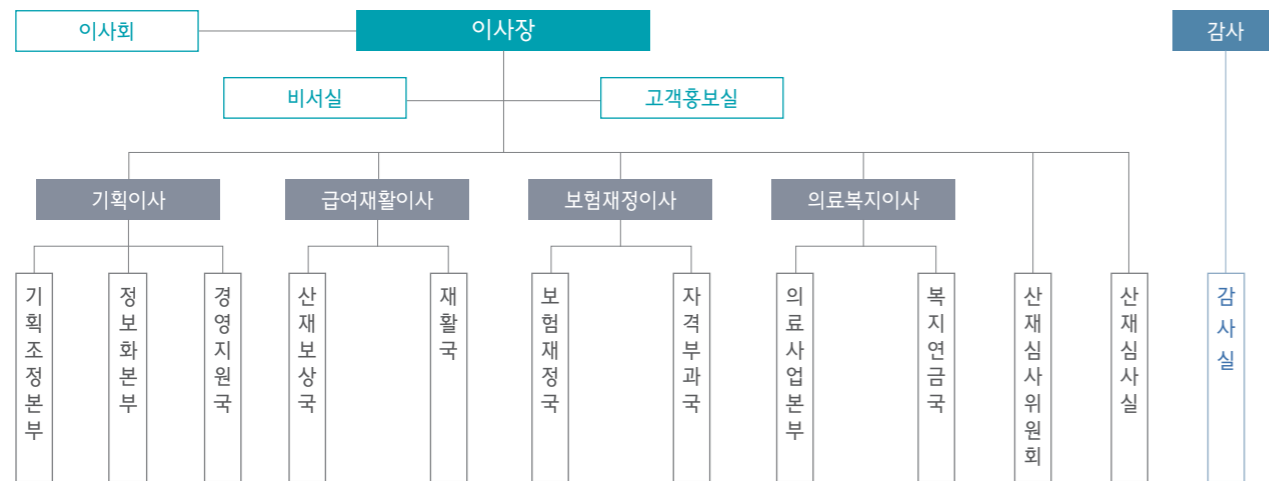 이사회
이사장
감사
비서실
고객홍보실
기획이사
급여재활이사
보험재정이사
의료복지이사
기획조정본부
정보화본부
경영지원국
산재보상국
재활국
보험재정국
자격부과국
의료사업본부
복지연금국
산재심사위원회
산재심사실
감사실